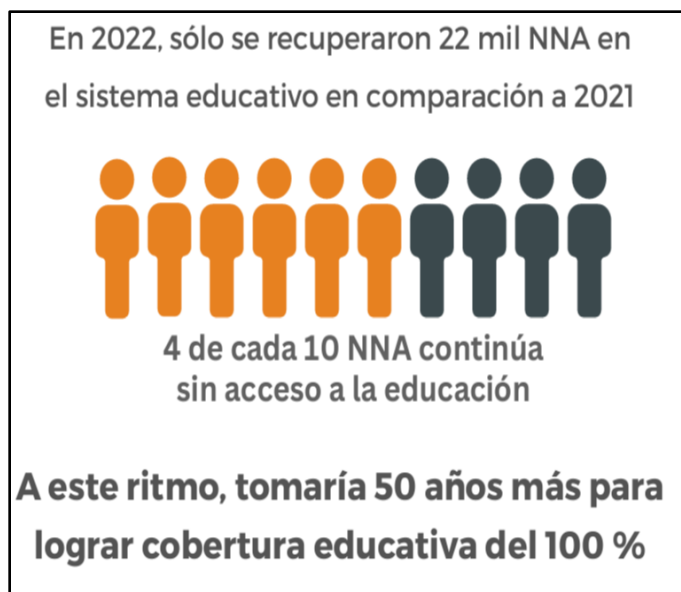 En 2022, sólo se recuperaron 22 mil NNA en
el sistema educativo en comparación a 2021
4 de cada 10 NNA continúa
sin acceso a la educación
A este ritmo, tomaría 50 años más para
lograr cobertura educativa del 100 %